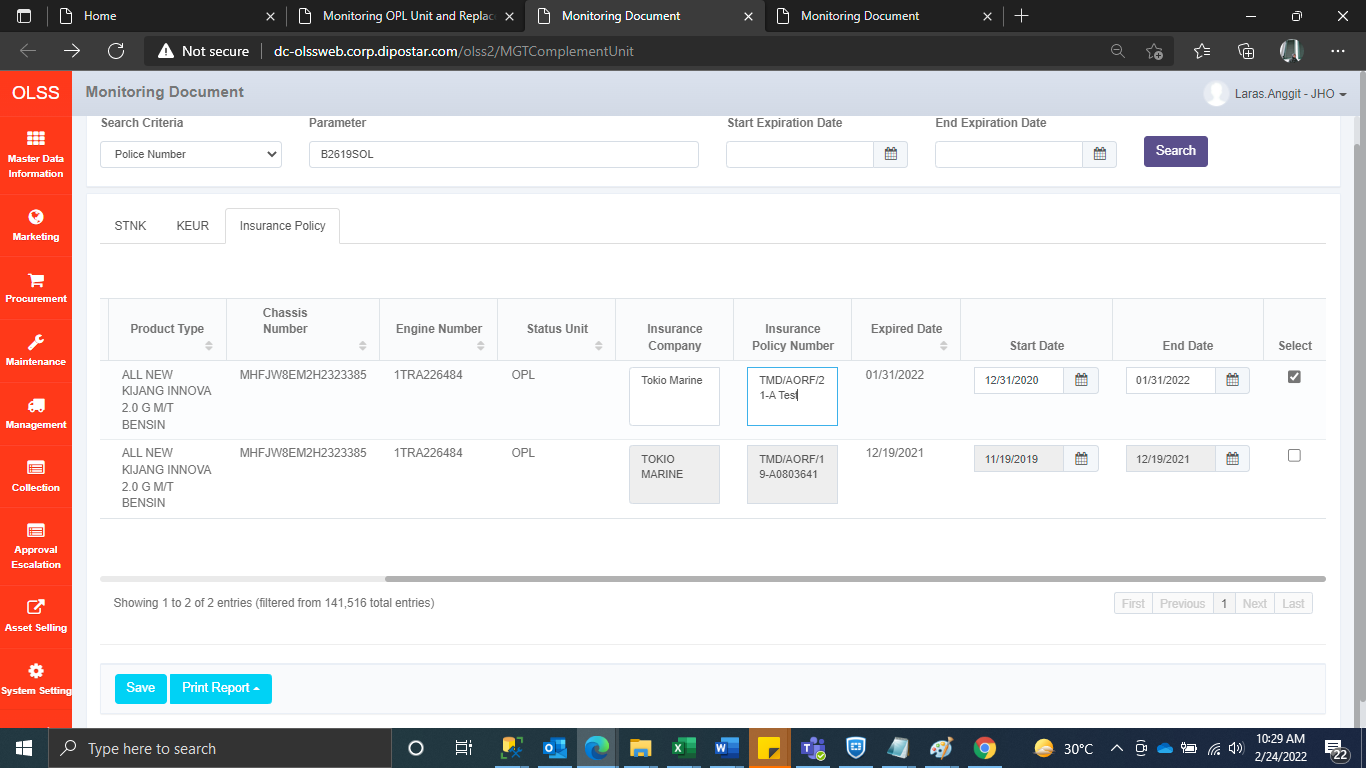 Home
Monitoring OPL Unit and Replac
Monitoring Document
Monitoring Document
Not secure
dc-olssweb.corp.dipostar.com/olss2/MGTComplementUnit
OLSS
Monitoring Document
Laras.Anggit - JHO
Master Data
Information
Marketing
Procurement
Maintenance
Management
Collection
Approval
Escalation
Asset Selling
System Setting
Search Criteria
Parameter
Start Expiration Date
End Expiration Date
Police Number
B2619SOL
Search
STNK
KEUR
Insurance Policy
Product Type
Chassis
Number
Engine Number
Status Unit
Insurance
Company
Insurance
Policy Number
Expired Date
Start Date
End Date
Select
ALL NEW
KIJANG INNOVA
2.0 G M/T
BENSIN
MHFJW8EM2H2323385
1TRA226484
OPL
Tokio Marine
TMD/AORF/2
1-A Test
01/31/2022
12/31/2020
01/31/2022
ALL NEW
KIJANG INNOVA
2.0 G M/T
BENSIN
MHFJW8EM2H2323385
1TRA226484
OPL
TOKIO
MARINE
TMD/AORF/1
9-A0803641
12/19/2021
11/19/2019
12/19/2021
Showing 1 to 2 of 2 entries (filtered from 141,516 total entries)
First
Previous
1
Next
Last
Save
Print Report
Type here to search
30°C
10:29 AM
2/24/2022
22